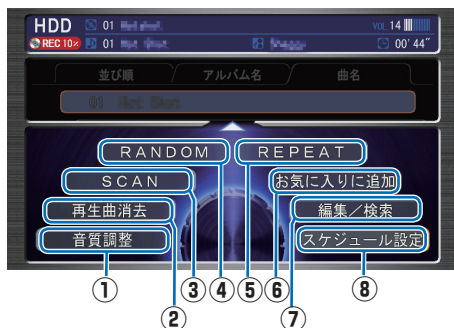 HDD 01 VOL 14
REC 10× 01 00' 44"
並び順 アルバム名 曲名
01
RANDOM REPEAT
SCAN お気に入りに追加
再生曲消去 編集／検索
音質調整 スケジュール設定
① ③ ④ ⑤ ⑥ ⑧
② ⑦